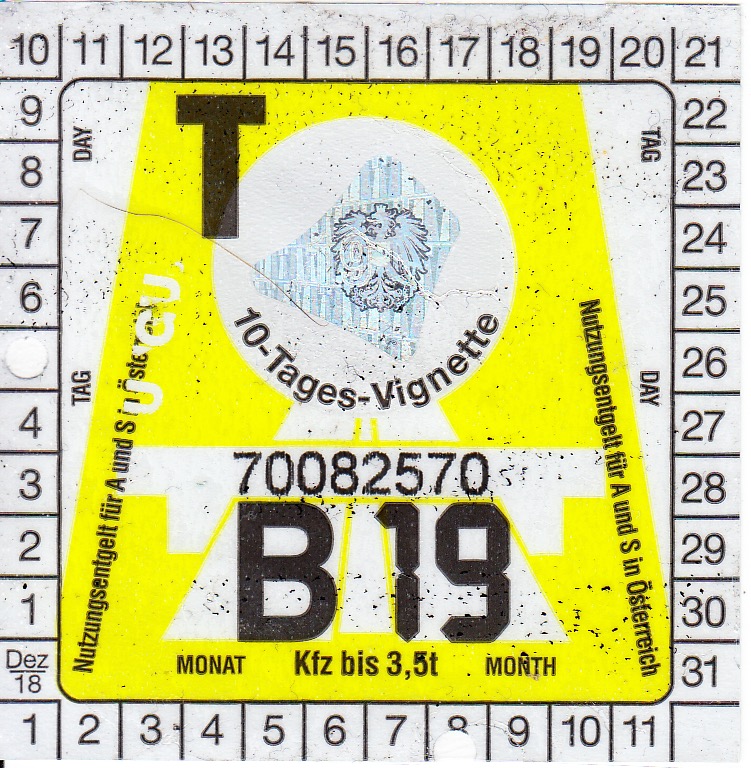 10 11 12 13 14 15 16 17 18 19 20 21
9 22
8 23
7 24
6 25
26
4 27
3 28
2 29
1 30
Dez
18
31
1 2 3 4 5 6 7 8 9 10 11
DAY
TAG
T
10-Tages-Vignette
TAG
DAY
Nutzungsentgelt für A und S in
Nutzungsentgelt für A und S in Österreich
70082570
B 19
MONAT Kfz bis 3,5t MONTH